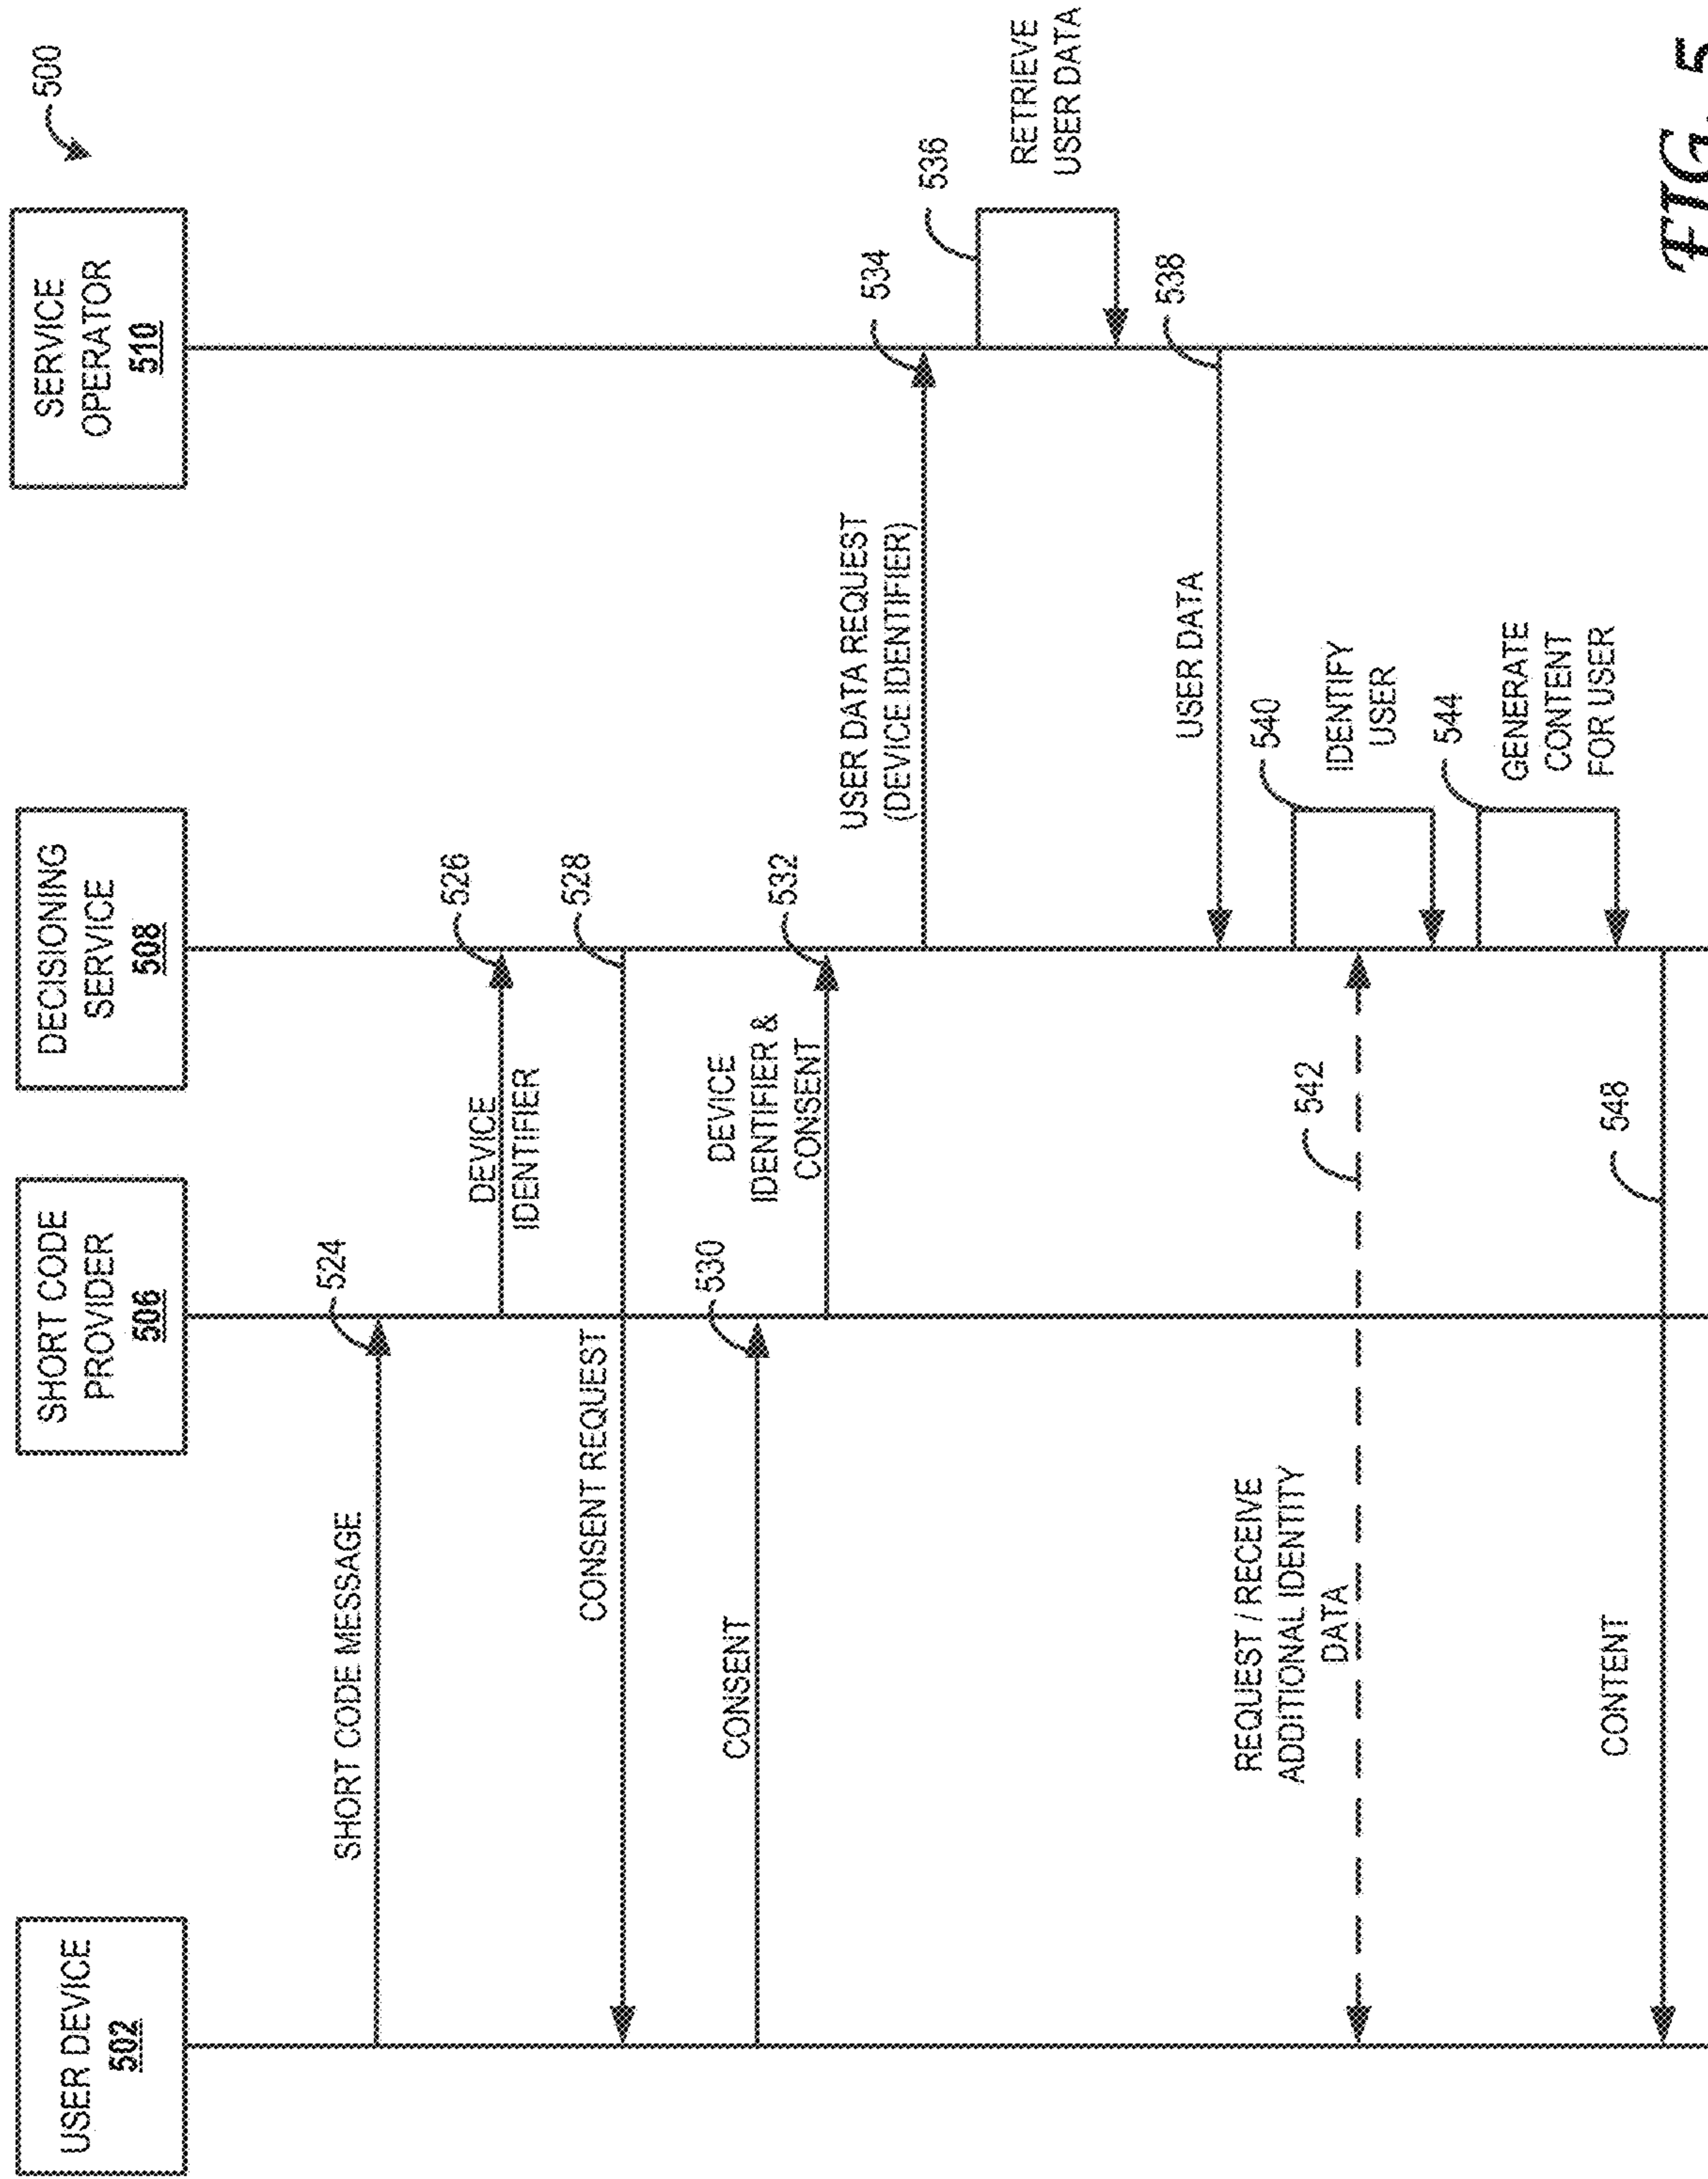 500
USER DEVICE
502
SHORT CODE
PROVIDER
506
DECISIONING
SERVICE
508
SERVICE
OPERATOR
510
SHORT CODE MESSAGE
524
DEVICE
IDENTIFIER
526
CONSENT REQUEST
528
CONSENT
530
DEVICE
IDENTIFIER &
CONSENT
532
USER DATA REQUEST
(DEVICE IDENTIFIER)
534
536
RETRIEVE
USER DATA
USER DATA
538
540
IDENTIFY
USER
REQUEST / RECEIVE
ADDITIONAL IDENTITY
DATA
542
544
GENERATE
CONTENT
FOR USER
CONTENT
548
FIG. 5